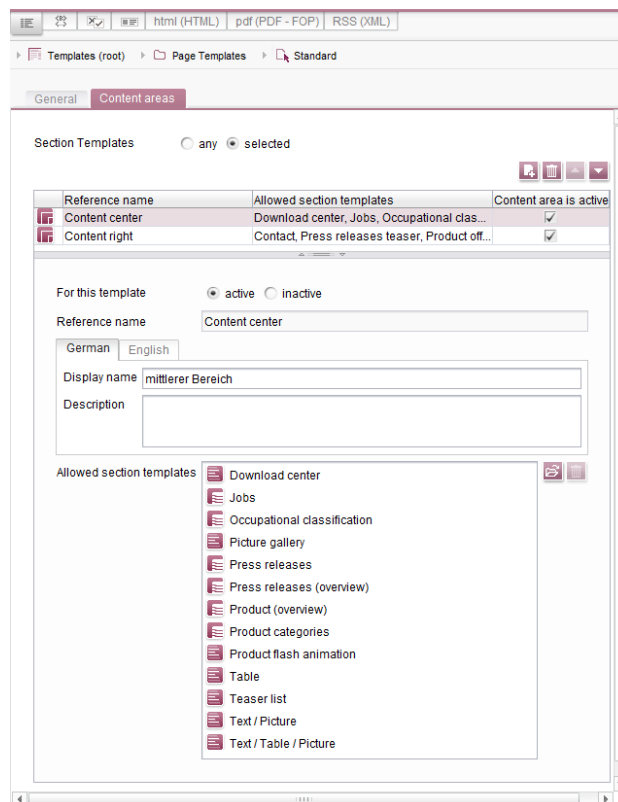 html (HTML) pdf (PDF - FOP) RSS (XML)
Templates (root) Page Templates Standard
General Content areas
Section Templates any selected
Reference name Allowed section templates Content area is active
Content center Download center, Jobs, Occupational clas...
Content right Contact, Press releases teaser, Product off...
For this template active inactive
Reference name Content center
German English
Display name mittlerer Bereich
Description
Allowed section templates Download center
Jobs
Occupational classification
Picture gallery
Press releases
Press releases (overview)
Product (overview)
Product categories
Product flash animation
Table
Teaser list
Text / Picture
Text / Table / Picture